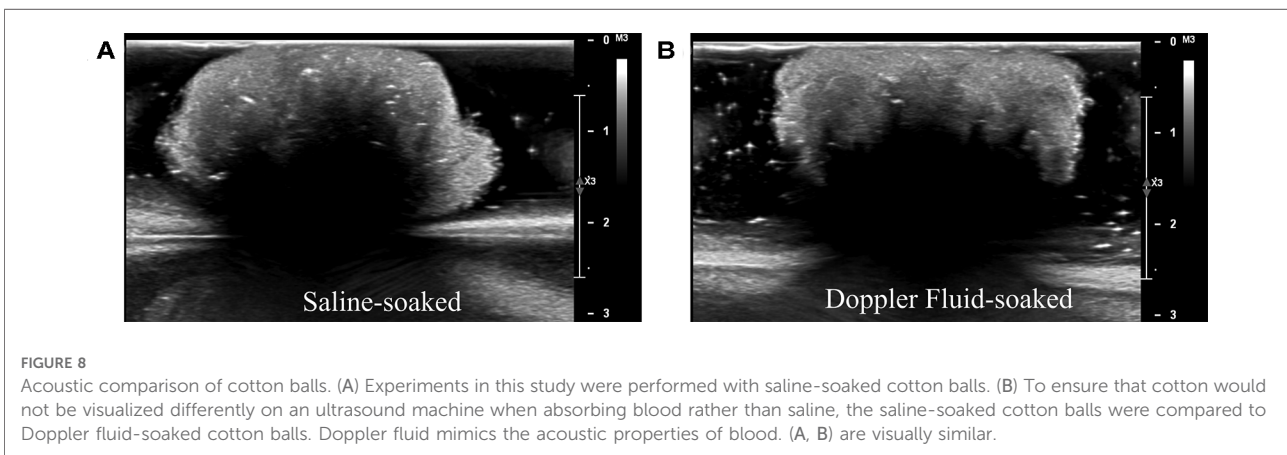 A
B
0
M3
1
X3
2
3
Saline-soaked
0
M3
1
X3
2
3
Doppler Fluid-soaked
FIGURE 8
Acoustic comparison of cotton balls. (A) Experiments in this study were performed with saline-soaked cotton balls. (B) To ensure that cotton would
not be visualized differently on an ultrasound machine when absorbing blood rather than saline, the saline-soaked cotton balls were compared to
Doppler fluid-soaked cotton balls. Doppler fluid mimics the acoustic properties of blood. (A, B) are visually similar.